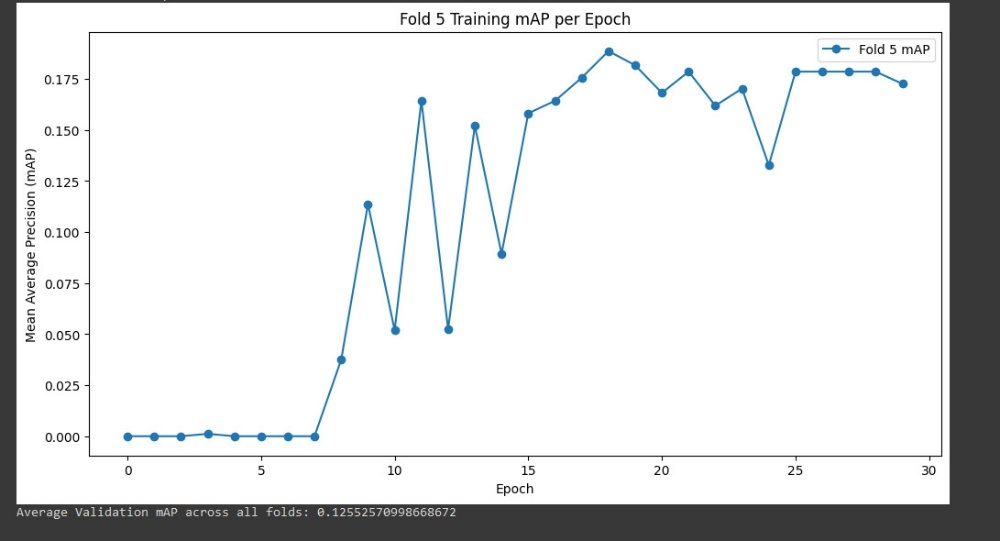 Fold 5 Training mAP per Epoch
Fold 5 mAP
Mean Average Precision (mAP)
0.175
0.150
0.125
0.100
0.075
0.050
0.025
0.000
0 5 10 15 20 25 30
Epoch
Average Validation mAP across all folds: 0.12552570998668672